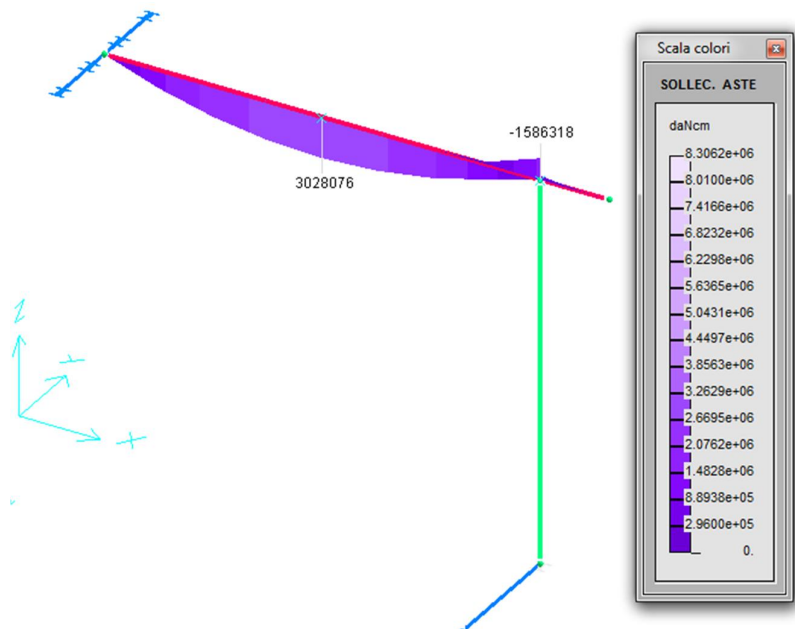 -1586318
3028076
Z
Y
X
Scala colori
SOLLEC. ASTE
daNcm
8.3062e+06
8.0100e+06
7.4166e+06
6.8232e+06
6.2298e+06
5.6365e+06
5.0431e+06
4.4497e+06
3.8563e+06
3.2629e+06
2.6695e+06
2.0762e+06
1.4828e+06
8.8938e+05
2.9600e+05
0.